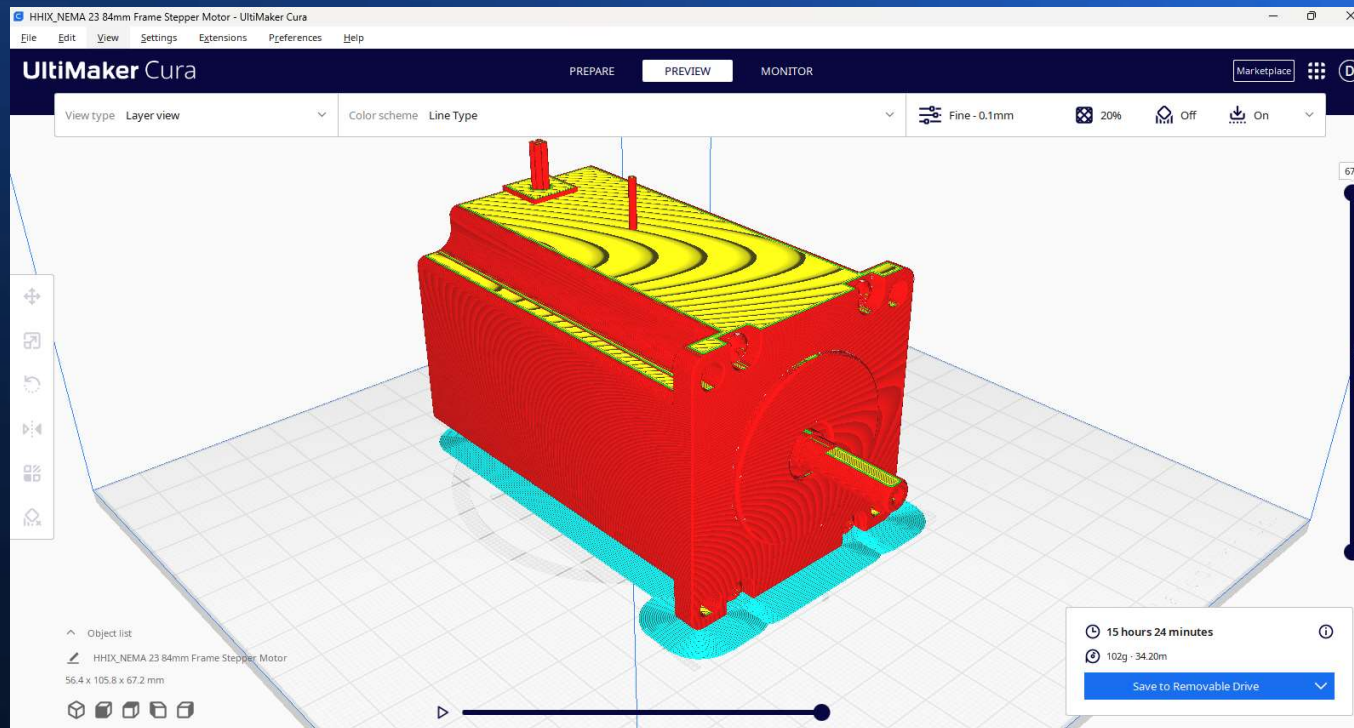 HHIX_NEMA 23 84mm Frame Stepper Motor - UltiMaker Cura
File Edit View Settings Extensions Preferences Help
UltiMaker Cura
PREPARE PREVIEW MONITOR
Marketplace
D
View type Layer view
Color scheme Line Type
Fine - 0.1mm
20%
Off
On
67
Object list
HHIX_NEMA 23 84mm Frame Stepper Motor
56.4 x 105.8 x 67.2 mm
15 hours 24 minutes
102g · 34.20m
Save to Removable Drive